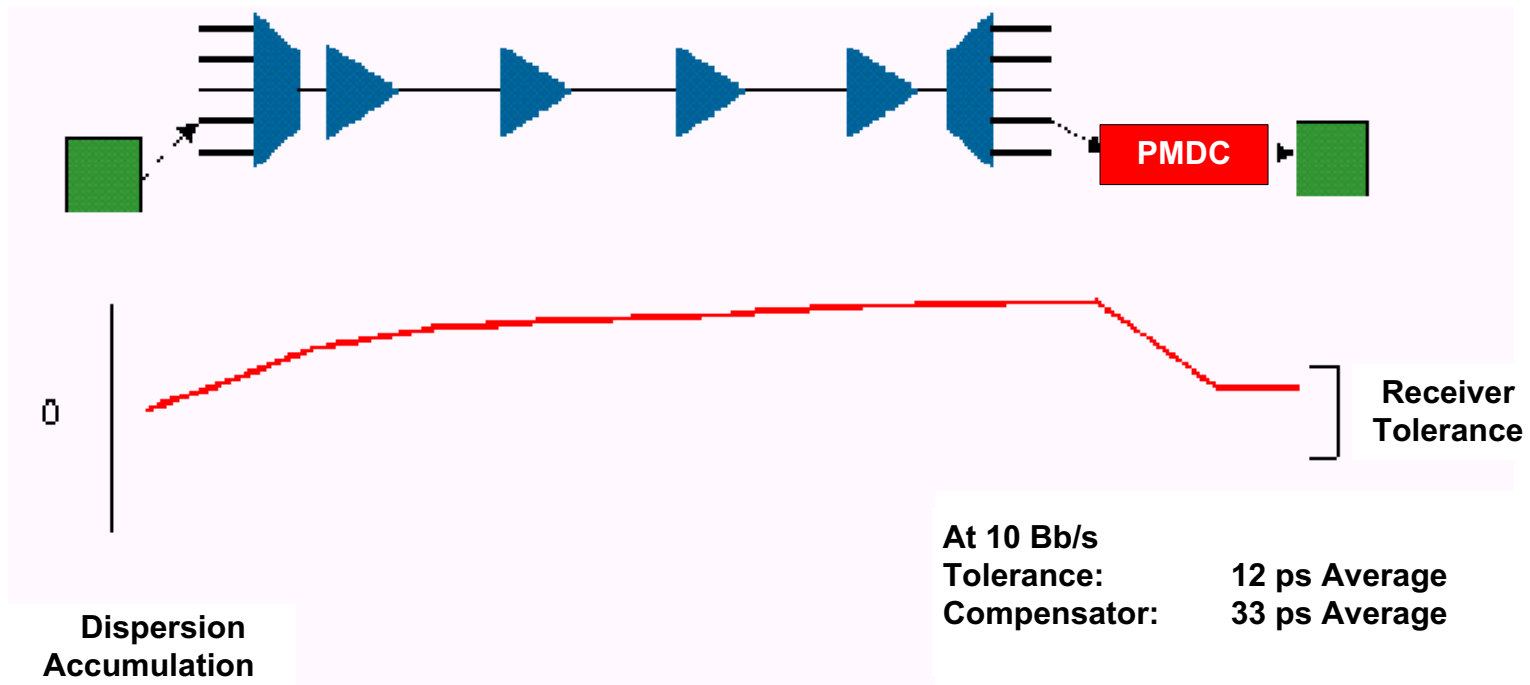 PMDC
0
Receiver
Tolerance
At 10 Bb/s
Tolerance: 12 ps Average
Compensator: 33 ps Average
Dispersion
Accumulation